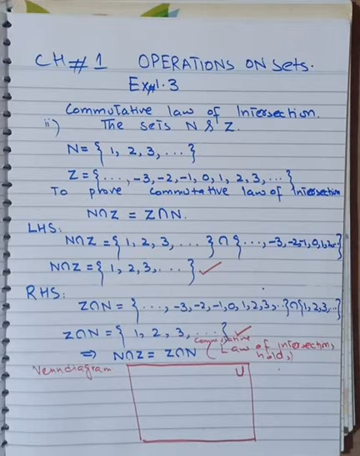 CH # 1 OPERATIONS ON Sets.
Ex#1.3
Commutative law of Intersection.
ii) The sets N & Z.
N = { 1, 2, 3, ... }
Z = { ..., -3, -2, -1, 0, 1, 2, 3, ... }
To prove commutative law of Intersection
N∩Z = Z∩N.
LHS:
N∩Z = { 1, 2, 3, ... } ∩ { ..., -3, -2, -1, 0, 1, 2, ... }
N∩Z = { 1, 2, 3, ... } ✓
RHS:
Z∩N = { ..., -3, -2, -1, 0, 1, 2, 3, ... } ∩ { 1, 2, 3, ... }
Z∩N = { 1, 2, 3, ... } ✓
⇒ N∩Z = Z∩N (Commutative Law of Intersection, hold,)
Venndiagram
U